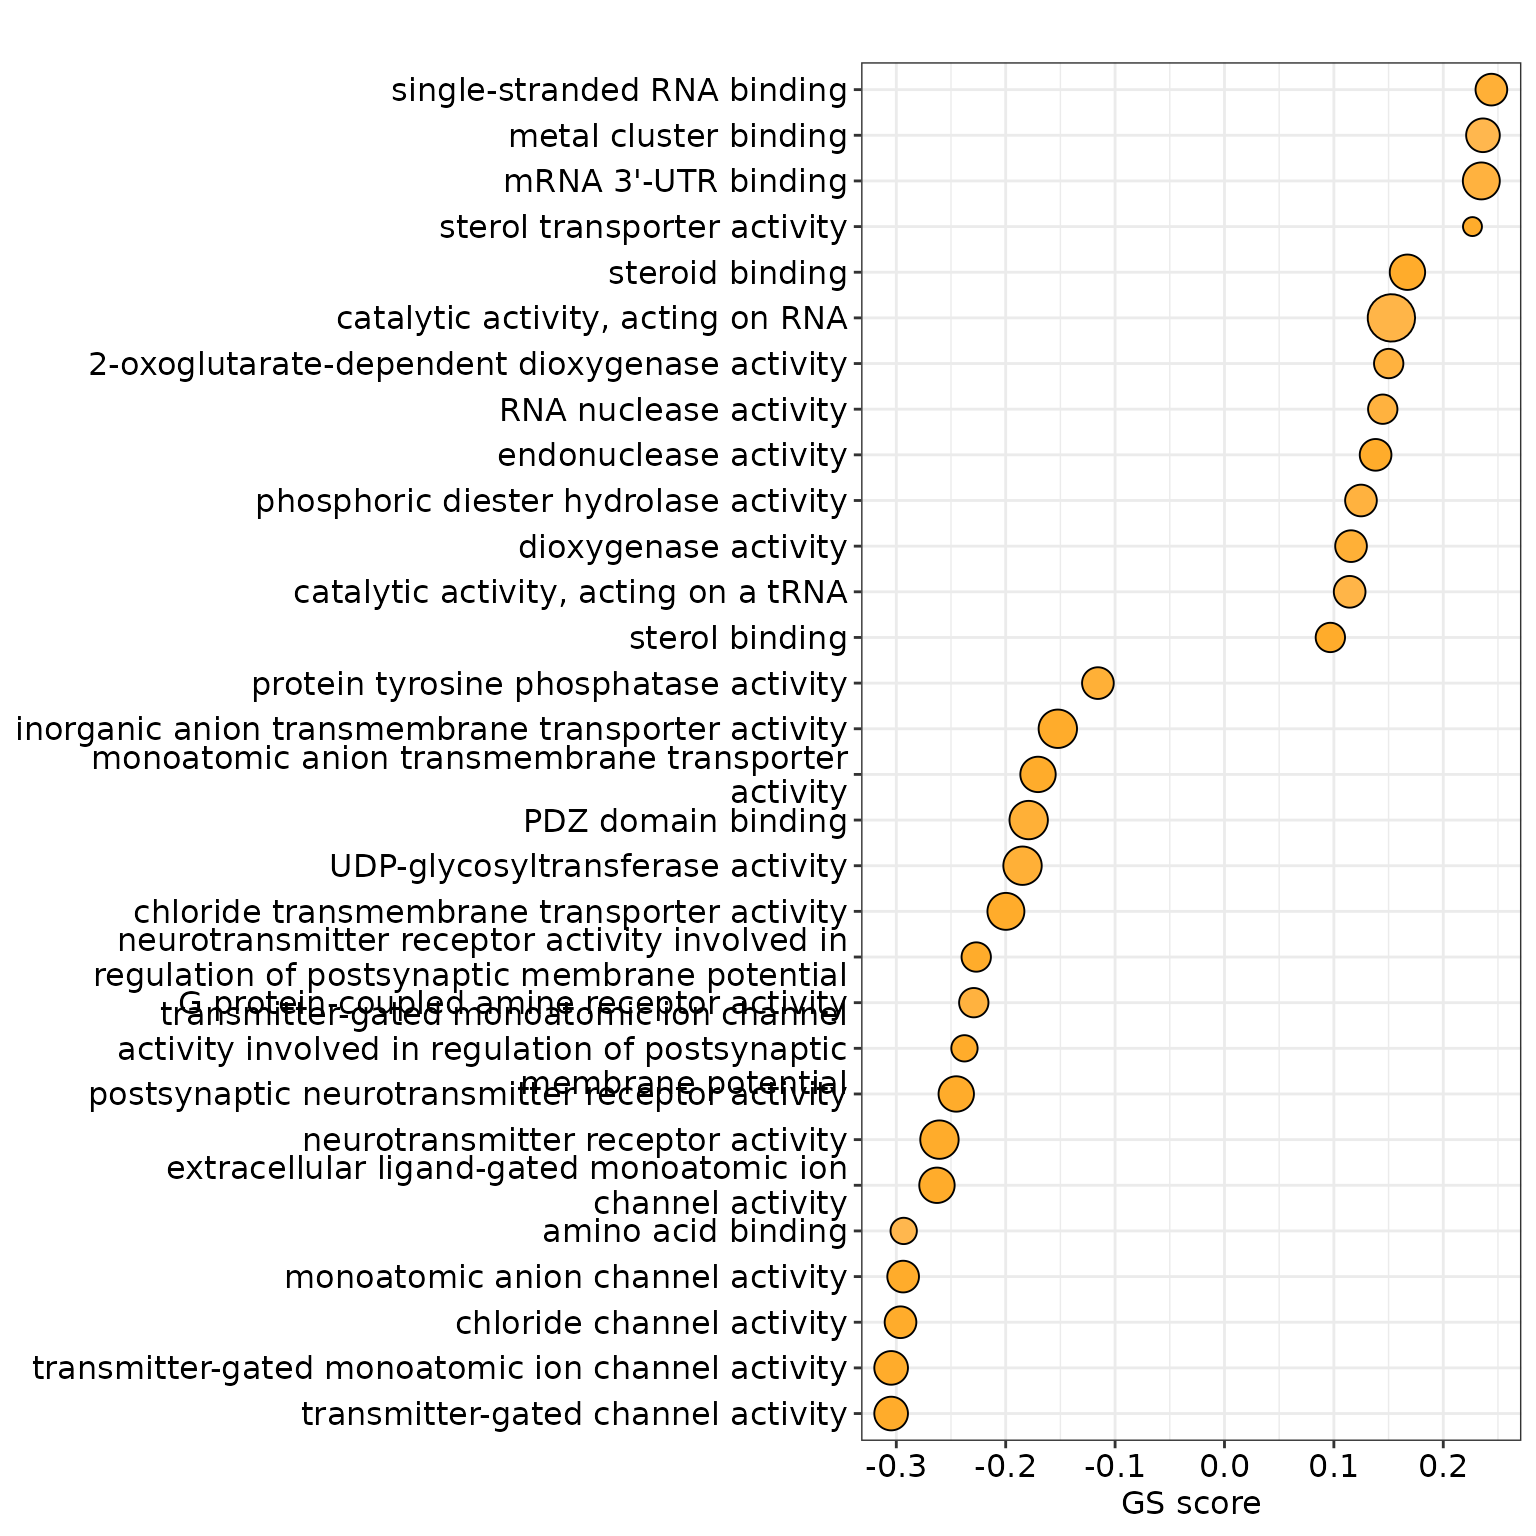 single-stranded RNA binding
metal cluster binding
mRNA 3'-UTR binding
sterol transporter activity
steroid binding
catalytic activity, acting on RNA
2-oxoglutarate-dependent dioxygenase activity
RNA nuclease activity
endonuclease activity
phosphoric diester hydrolase activity
dioxygenase activity
catalytic activity, acting on a tRNA
sterol binding
protein tyrosine phosphatase activity
inorganic anion transmembrane transporter activity
monoatomic anion transmembrane transporter
activity
PDZ domain binding
UDP-glycosyltransferase activity
chloride transmembrane transporter activity
neurotransmitter receptor activity involved in
regulation of postsynaptic membrane potential
G protein-coupled amine receptor activity
transmitter-gated monoatomic ion channel
activity involved in regulation of postsynaptic
membrane potential
postsynaptic neurotransmitter receptor activity
neurotransmitter receptor activity
extracellular ligand-gated monoatomic ion
channel activity
amino acid binding
monoatomic anion channel activity
chloride channel activity
transmitter-gated monoatomic ion channel activity
transmitter-gated channel activity
-0.3 -0.2 -0.1 0.0 0.1 0.2
GS score